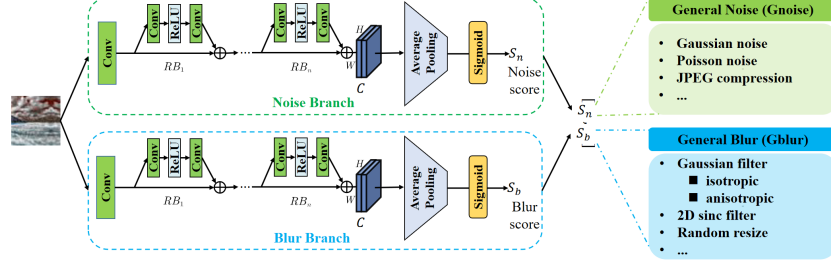 Conv
Conv
ReLU
Conv
RB₁
......
Conv
ReLU
Conv
RBₙ
H
W
C
Average
Pooling
Sigmoid
Sₙ
Noise
score
Noise Branch
Conv
Conv
ReLU
Conv
RB₁
......
Conv
ReLU
Conv
RBₙ
H
W
C
Average
Pooling
Sigmoid
S_b
Blur
score
Blur Branch
[Sₙ
,
S_b]
General Noise (Gnoise)
• Gaussian noise
• Poisson noise
• JPEG compression
• ...
General Blur (Gblur)
• Gaussian filter
■ isotropic
■ anisotropic
• 2D sinc filter
• Random resize
• ...